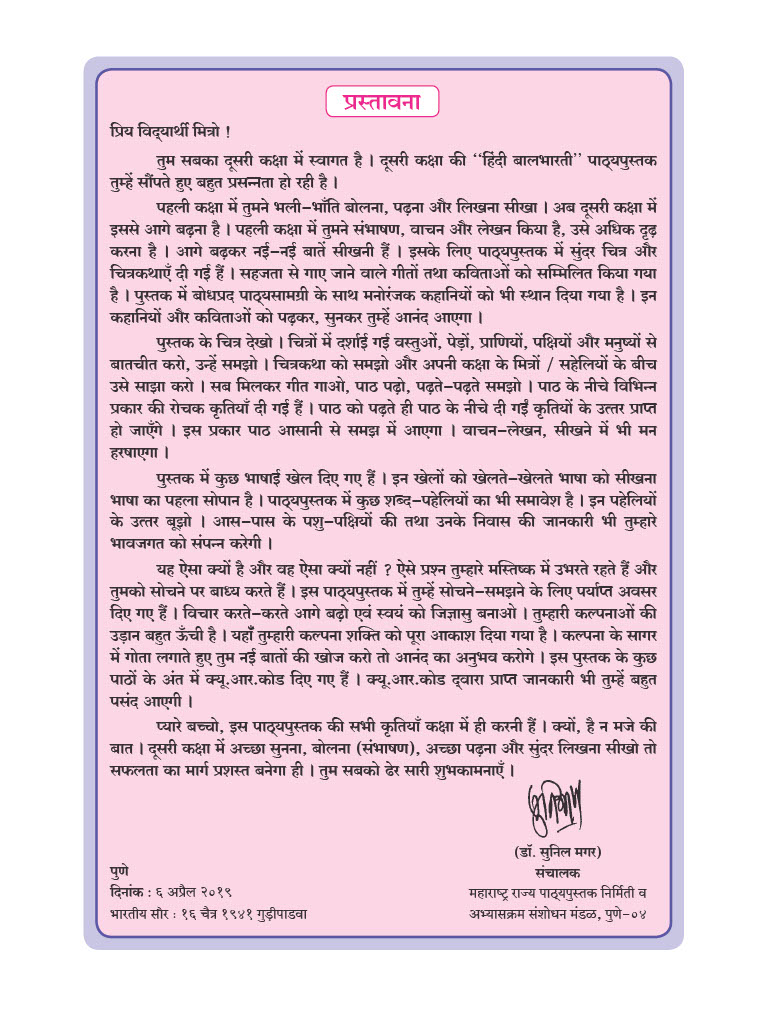 प्रस्तावना
प्रिय विद्‌यार्थी मित्रो !
तुम सबका दूसरी कक्षा में स्वागत है । दूसरी कक्षा की ‘‘हिंदी बालभारती’’ पाठ्‌यपुस्तक
तुम्हें सौंपते हुए बहुत प्रसन्नता हो रही है ।
पहली कक्षा में तुमने भली-भाँति बोलना, पढ़ना और लिखना सीखा । अब दूसरी कक्षा में
इससे आगे बढ़ना है । पहली कक्षा में तुमने संभाषण, वाचन और लेखन किया है, उसे अधिक दृढ़
करना है । आगे बढ़कर नई-नई बातें सीखनी हैं । इसके लिए पाठ्‌यपुस्तक में सुंदर चित्र और
चित्रकथाएँ दी गई हैं । सहजता से गाए जाने वाले गीतों तथा कविताओं को सम्मिलित किया गया
है । पुस्तक में बोधप्रद पाठ्‌यसामग्री के साथ मनोरंजक कहानियों को भी स्थान दिया गया है । इन
कहानियों और कविताओं को पढ़कर, सुनकर तुम्हें आनंद आएगा ।
पुस्तक के चित्र देखो । चित्रों में दर्शाई गई वस्तुओं, पेड़ों, प्राणियों, पक्षियों और मनुष्यों से
बातचीत करो, उन्हें समझो । चित्रकथा को समझो और अपनी कक्षा के मित्रों / सहेलियों के बीच
उसे साझा करो । सब मिलकर गीत गाओ, पाठ पढ़ो, पढ़ते-पढ़ते समझो । पाठ के नीचे विभिन्न
प्रकार की रोचक कृतियाँ दी गई हैं । पाठ को पढ़ते ही पाठ के नीचे दी गईं कृतियों के उत्तर प्राप्त
हो जाएँगे । इस प्रकार पाठ आसानी से समझ में आएगा । वाचन-लेखन, सीखने में भी मन
हरषाएगा ।
पुस्तक में कुछ भाषाई खेल दिए गए हैं । इन खेलों को खेलते-खेलते भाषा को सीखना
भाषा का पहला सोपान है । पाठ्‌यपुस्तक में कुछ शब्द-पहेलियों का भी समावेश है । इन पहेलियों
के उत्तर बूझो । आस-पास के पशु-पक्षियों की तथा उनके निवास की जानकारी भी तुम्हारे
भावजगत को संपन्न करेगी ।
यह ऐसा क्यों है और वह ऐसा क्यों नहीं ? ऐसे प्रश्न तुम्हारे मस्तिष्क में उभरते रहते हैं और
तुमको सोचने पर बाध्य करते हैं । इस पाठ्‌यपुस्तक में तुम्हें सोचने-समझने के लिए पर्याप्त अवसर
दिए गए हैं । विचार करते-करते आगे बढ़ो एवं स्वयं को जिज्ञासु बनाओ । तुम्हारी कल्पनाओं की
उड़ान बहुत ऊँची है । यहाँ तुम्हारी कल्पना शक्ति को पूरा आकाश दिया गया है । कल्पना के सागर
में गोता लगाते हुए तुम नई बातों की खोज करो तो आनंद का अनुभव करोगे । इस पुस्तक के कुछ
पाठों के अंत में क्यू.आर.कोड दिए गए हैं । क्यू.आर.कोड द्‌वारा प्राप्त जानकारी भी तुम्हें बहुत
पसंद आएगी ।
प्यारे बच्चो, इस पाठ्‌यपुस्तक की सभी कृतियाँ कक्षा में ही करनी हैं । क्यों, है न मजे की
बात । दूसरी कक्षा में अच्छा सुनना, बोलना (संभाषण), अच्छा पढ़ना और सुंदर लिखना सीखो तो
सफलता का मार्ग प्रशस्त बनेगा ही । तुम सबको ढेर सारी शुभकामनाएँ ।
(डॉ. सुनिल मगर)
संचालक
महाराष्ट्र राज्य पाठ्‌यपुस्तक निर्मिती व
अभ्यासक्रम संशोधन मंडळ, पुणे-०४
पुणे
दिनांक : ६ अप्रैल २०१९
भारतीय सौर : १६ चैत्र १९४१ गुड़ीपाडवा